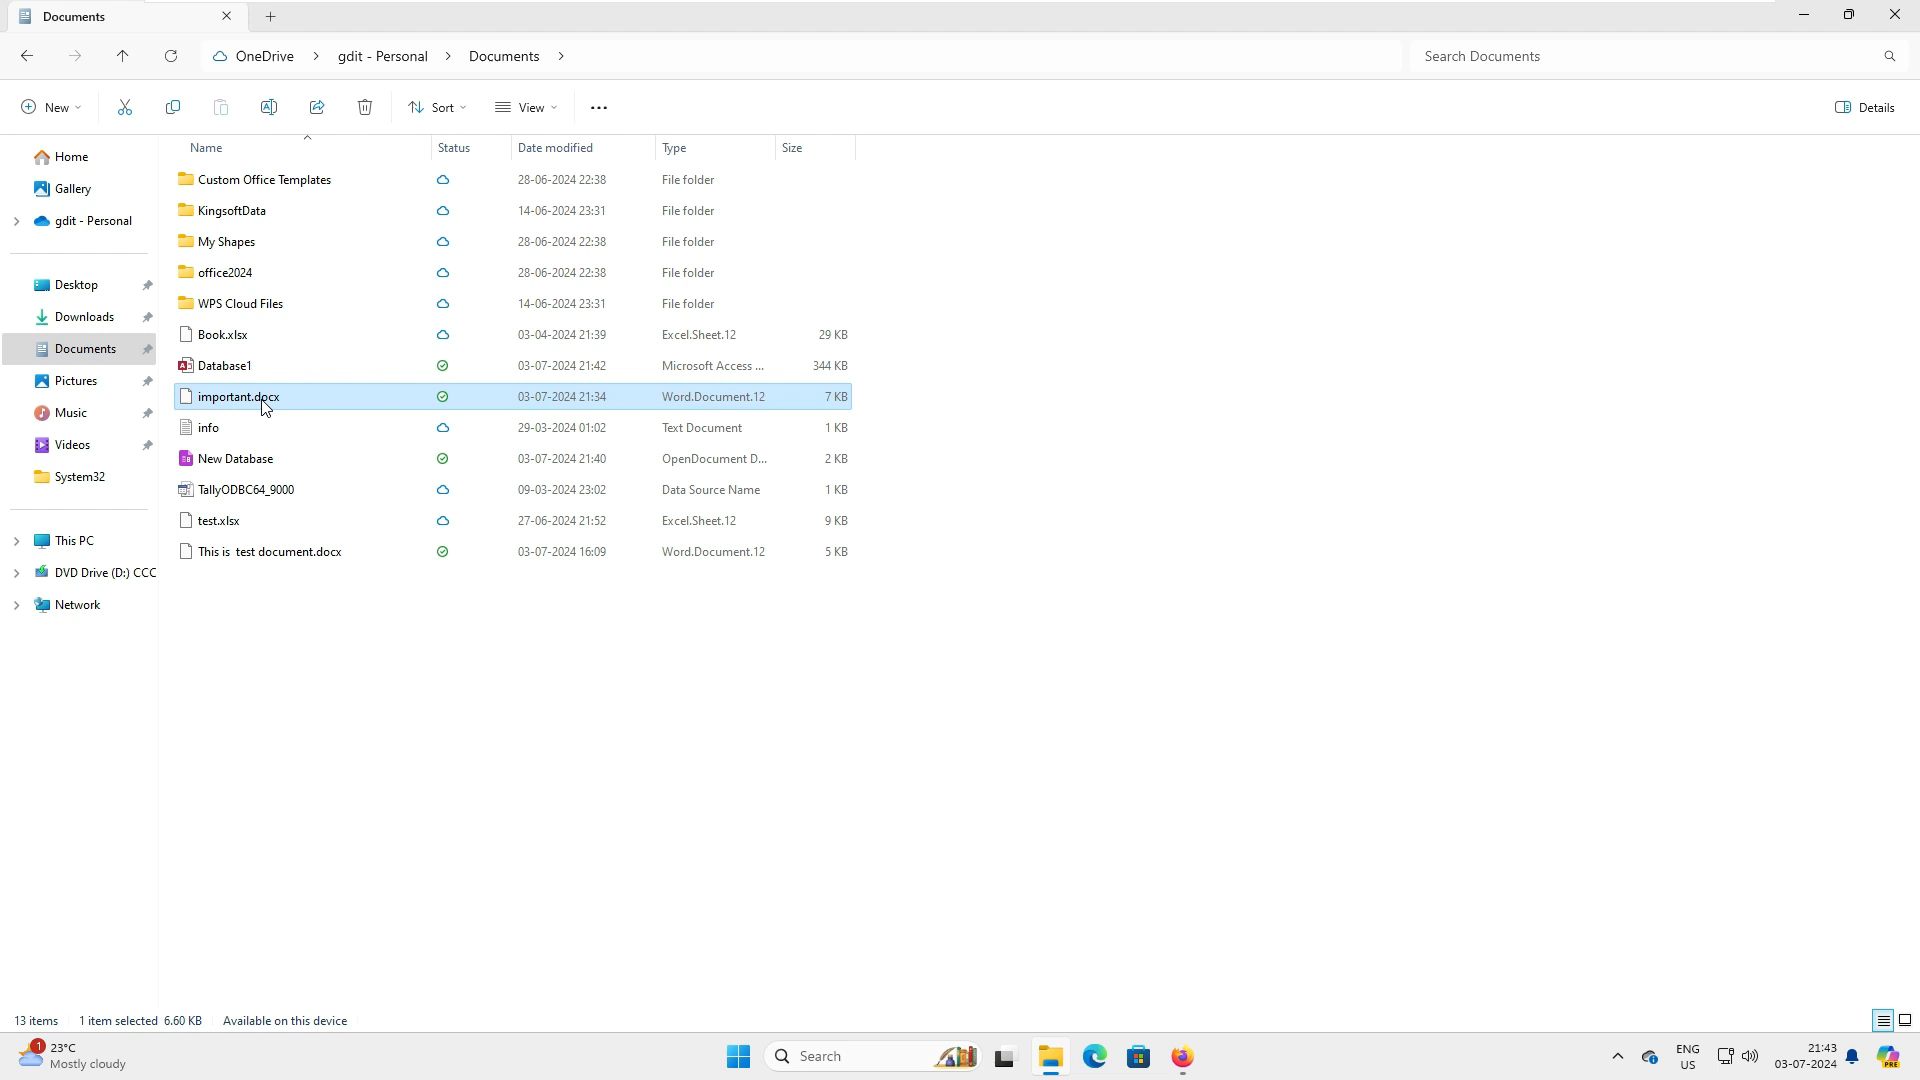 Documents
OneDrive > gdit - Personal > Documents >
Search Documents
New
Sort
View
Details
Name Status Date modified Type Size
Home
Gallery
gdit - Personal
Desktop
Downloads
Documents
Pictures
Music
Videos
System32
This PC
DVD Drive (D:) CCC
Network
Custom Office Templates 28-06-2024 22:38 File folder
KingsoftData 14-06-2024 23:31 File folder
My Shapes 28-06-2024 22:38 File folder
office2024 28-06-2024 22:38 File folder
WPS Cloud Files 14-06-2024 23:31 File folder
Book.xlsx 03-04-2024 21:39 Excel.Sheet.12 29 KB
Database1 03-07-2024 21:42 Microsoft Access ... 344 KB
important.docx 03-07-2024 21:34 Word.Document.12 7 KB
info 29-03-2024 01:02 Text Document 1 KB
New Database 03-07-2024 21:40 OpenDocument D... 2 KB
TallyODBC64_9000 09-03-2024 23:02 Data Source Name 1 KB
test.xlsx 27-06-2024 21:52 Excel.Sheet.12 9 KB
This is test document.docx 03-07-2024 16:09 Word.Document.12 5 KB
13 items 1 item selected 6.60 KB Available on this device
1
23°C
Mostly cloudy
Search
ENG
US
21:43
03-07-2024
PRE